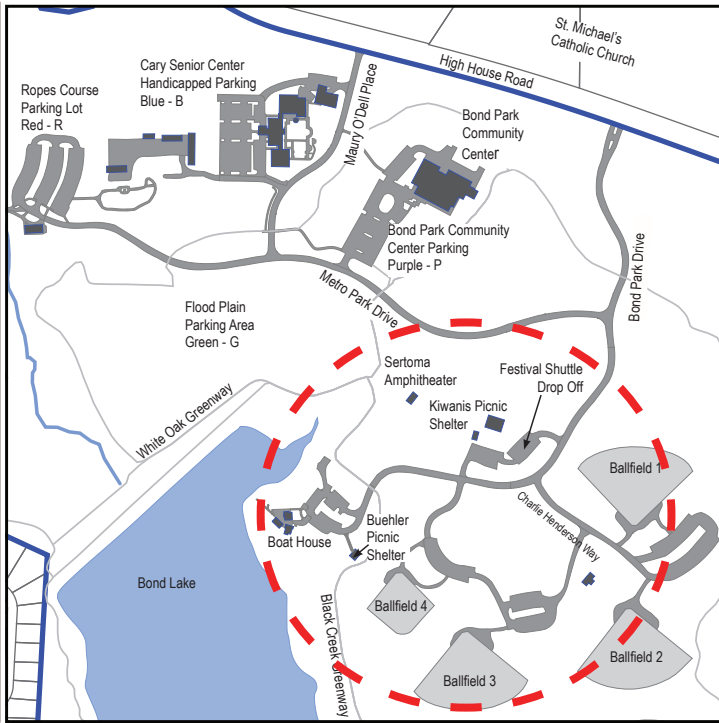 St. Michael's
Catholic Church
High House Road
Cary Senior Center
Handicapped Parking
Blue - B
Ropes Course
Parking Lot
Red - R
Maury O'Dell Place
Bond Park
Community
Center
Bond Park Community
Center Parking
Purple - P
Bond Park Drive
Metro Park Drive
Flood Plain
Parking Area
Green - G
Sertoma
Amphitheater
Festival Shuttle
Drop Off
Kiwanis Picnic
Shelter
White Oak Greenway
Ballfield 1
Charlie Henderson Way
Buehler
Picnic
Shelter
Boat House
Bond Lake
Black Creek Greenway
Ballfield 4
Ballfield 2
Ballfield 3